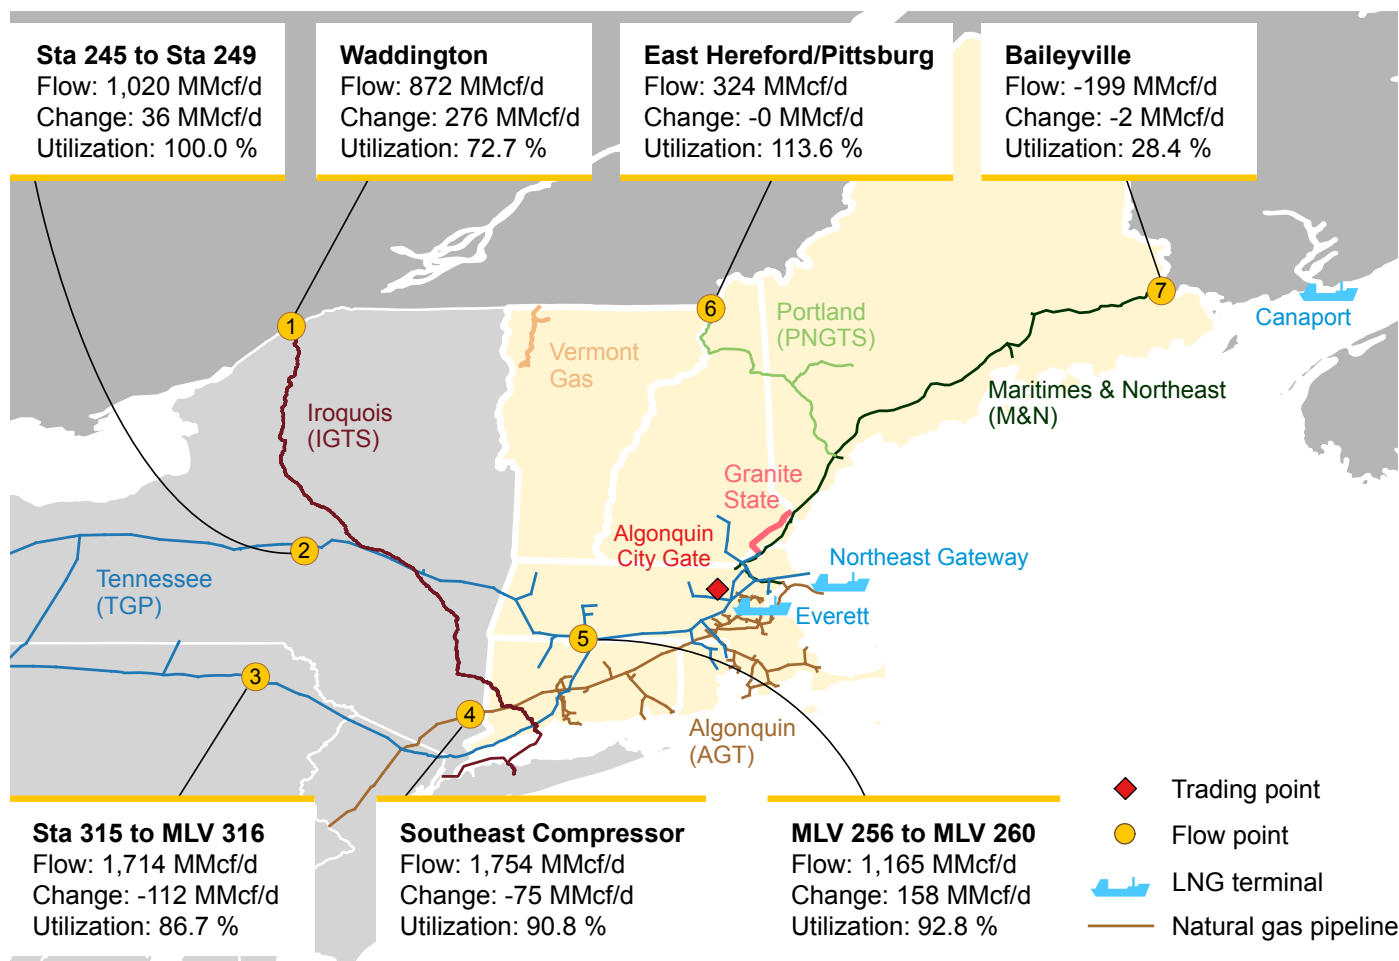 Sta 245 to Sta 249
Flow: 1,020 MMcf/d
Change: 36 MMcf/d
Utilization: 100.0 %
Waddington
Flow: 872 MMcf/d
Change: 276 MMcf/d
Utilization: 72.7 %
East Hereford/Pittsburg
Flow: 324 MMcf/d
Change: -0 MMcf/d
Utilization: 113.6 %
Baileyville
Flow: -199 MMcf/d
Change: -2 MMcf/d
Utilization: 28.4 %
7
6
1
Canaport
Portland
(PNGTS)
Vermont
Gas
Maritimes & Northeast
(M&N)
Iroquois
(IGTS)
Granite
State
Algonquin
City Gate
2
Northeast Gateway
Tennessee
(TGP)
Everett
5
3
4
Algonquin
(AGT)
Sta 315 to MLV 316
Flow: 1,714 MMcf/d
Change: -112 MMcf/d
Utilization: 86.7 %
Southeast Compressor
Flow: 1,754 MMcf/d
Change: -75 MMcf/d
Utilization: 90.8 %
MLV 256 to MLV 260
Flow: 1,165 MMcf/d
Change: 158 MMcf/d
Utilization: 92.8 %
Trading point
Flow point
LNG terminal
Natural gas pipeline